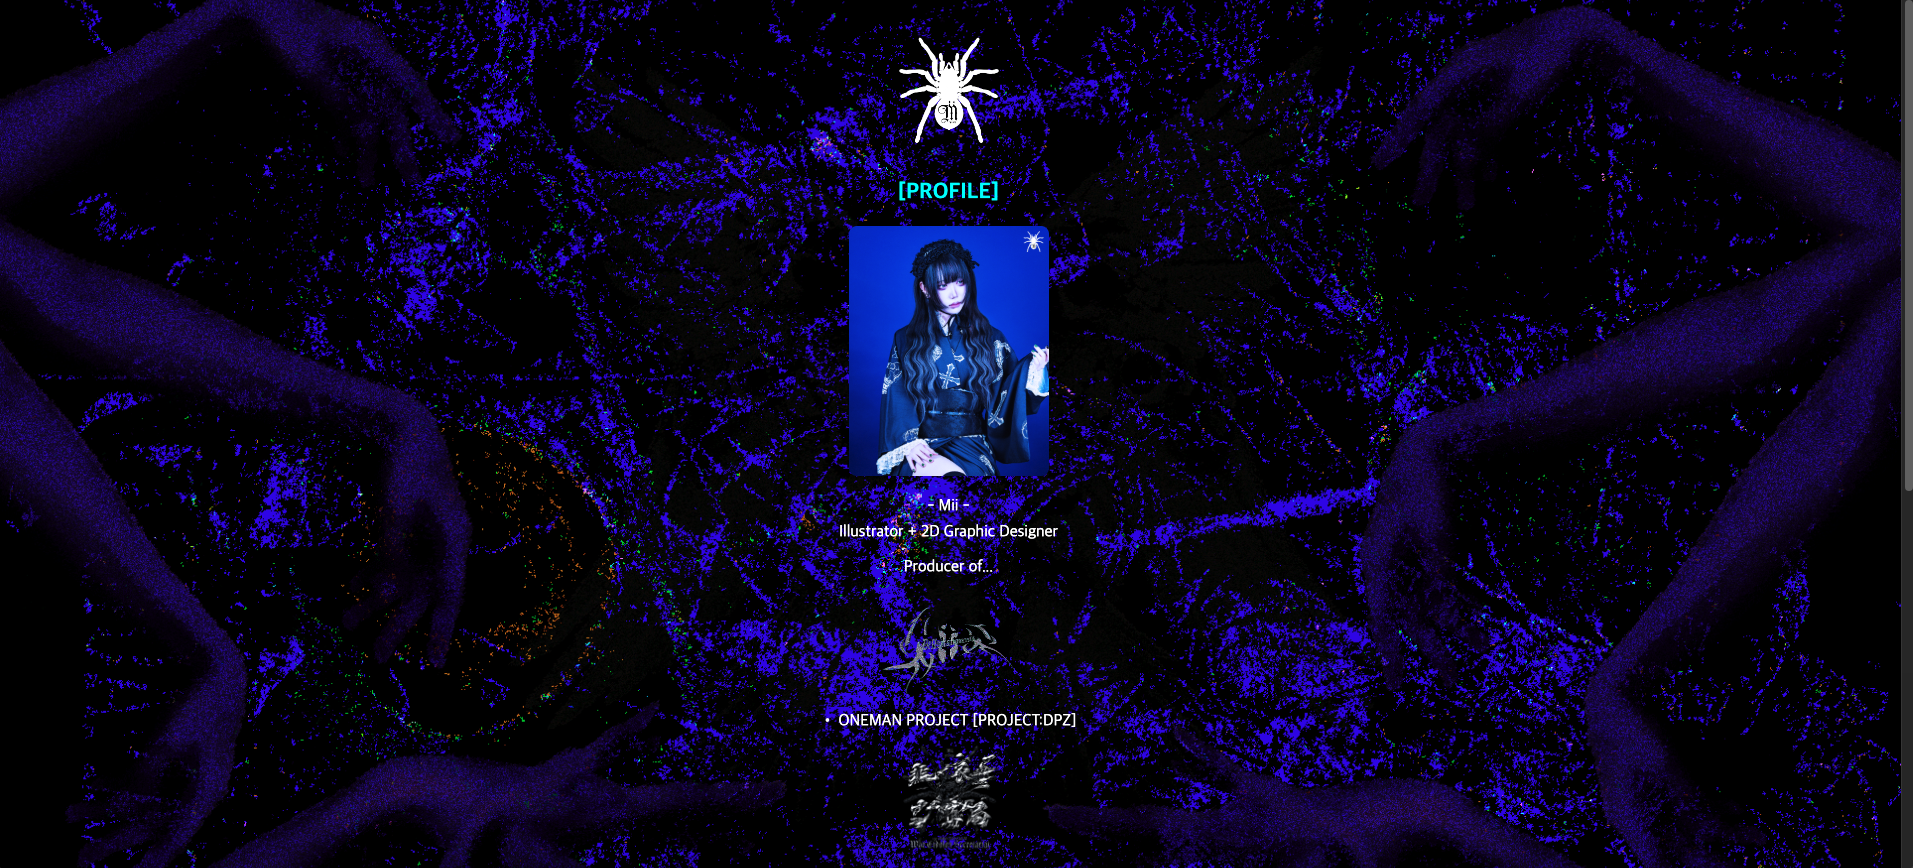 M
[PROFILE]
- Mii -
Illustrator + 2D Graphic Designer
Producer of...
• ONEMAN PROJECT [PROJECT:DPZ]